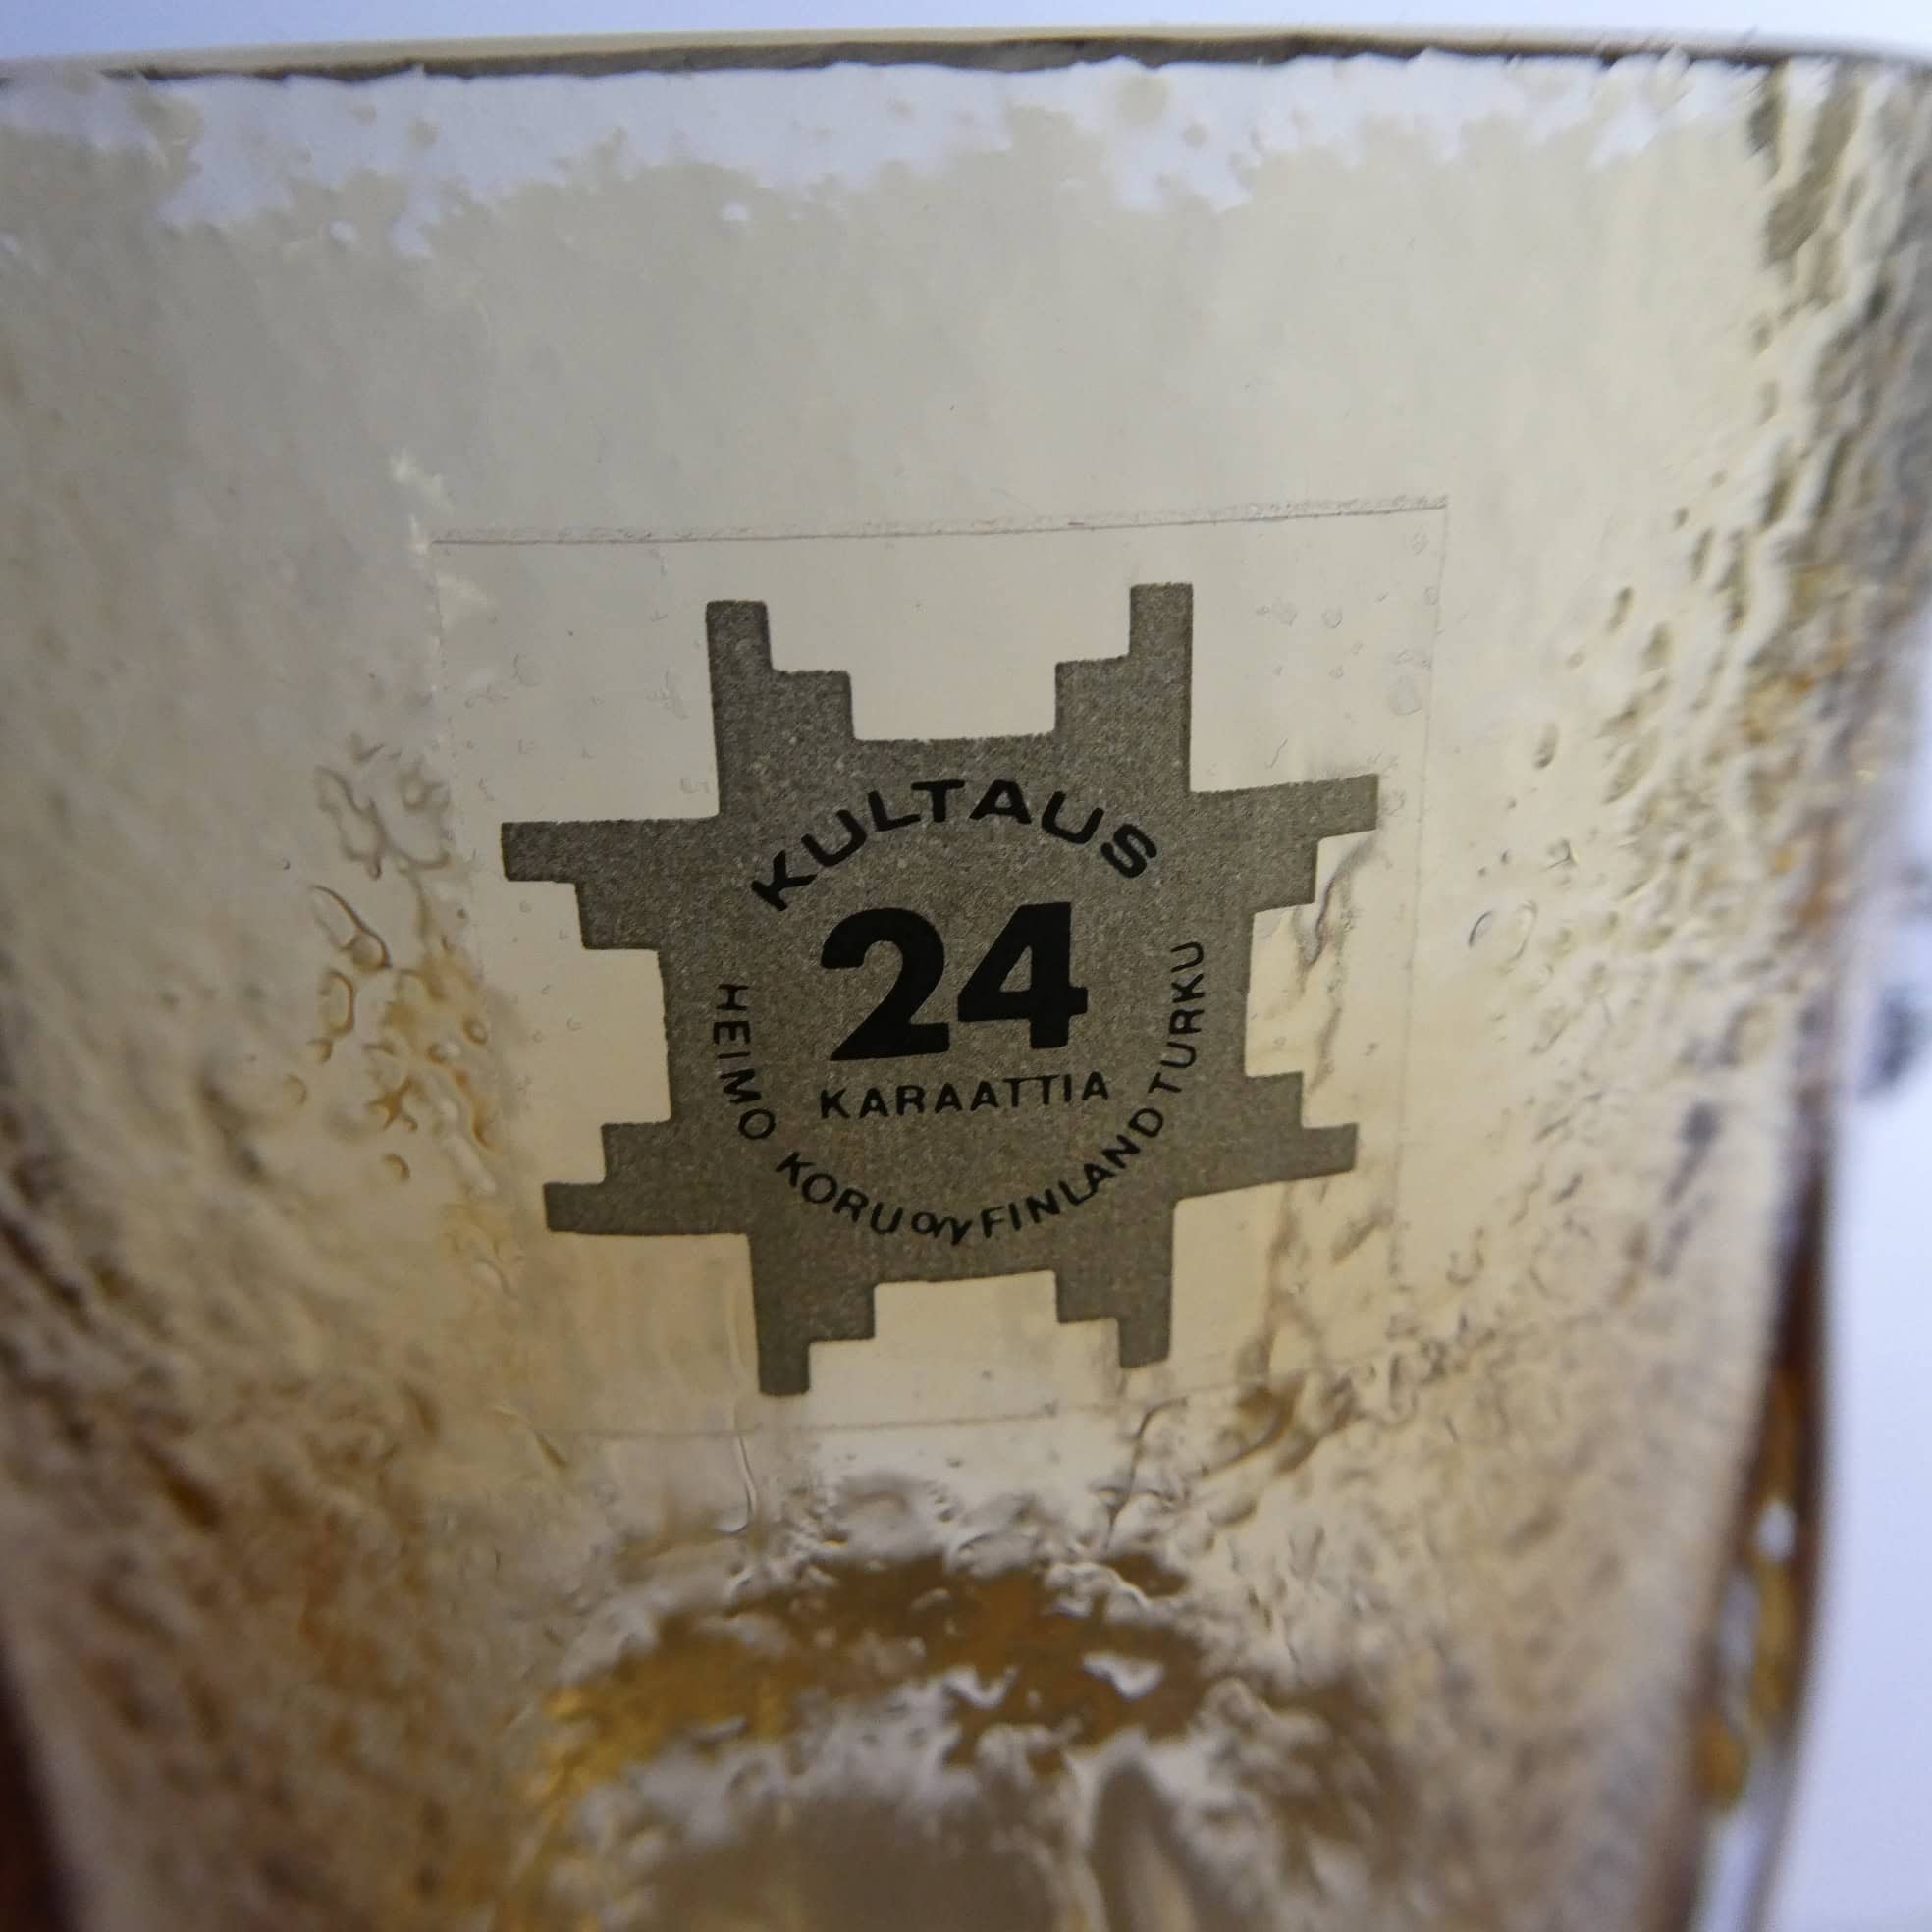 KULTAUS
24
KARAATTIA
HEIMO KORU oy FINLAND TURKU